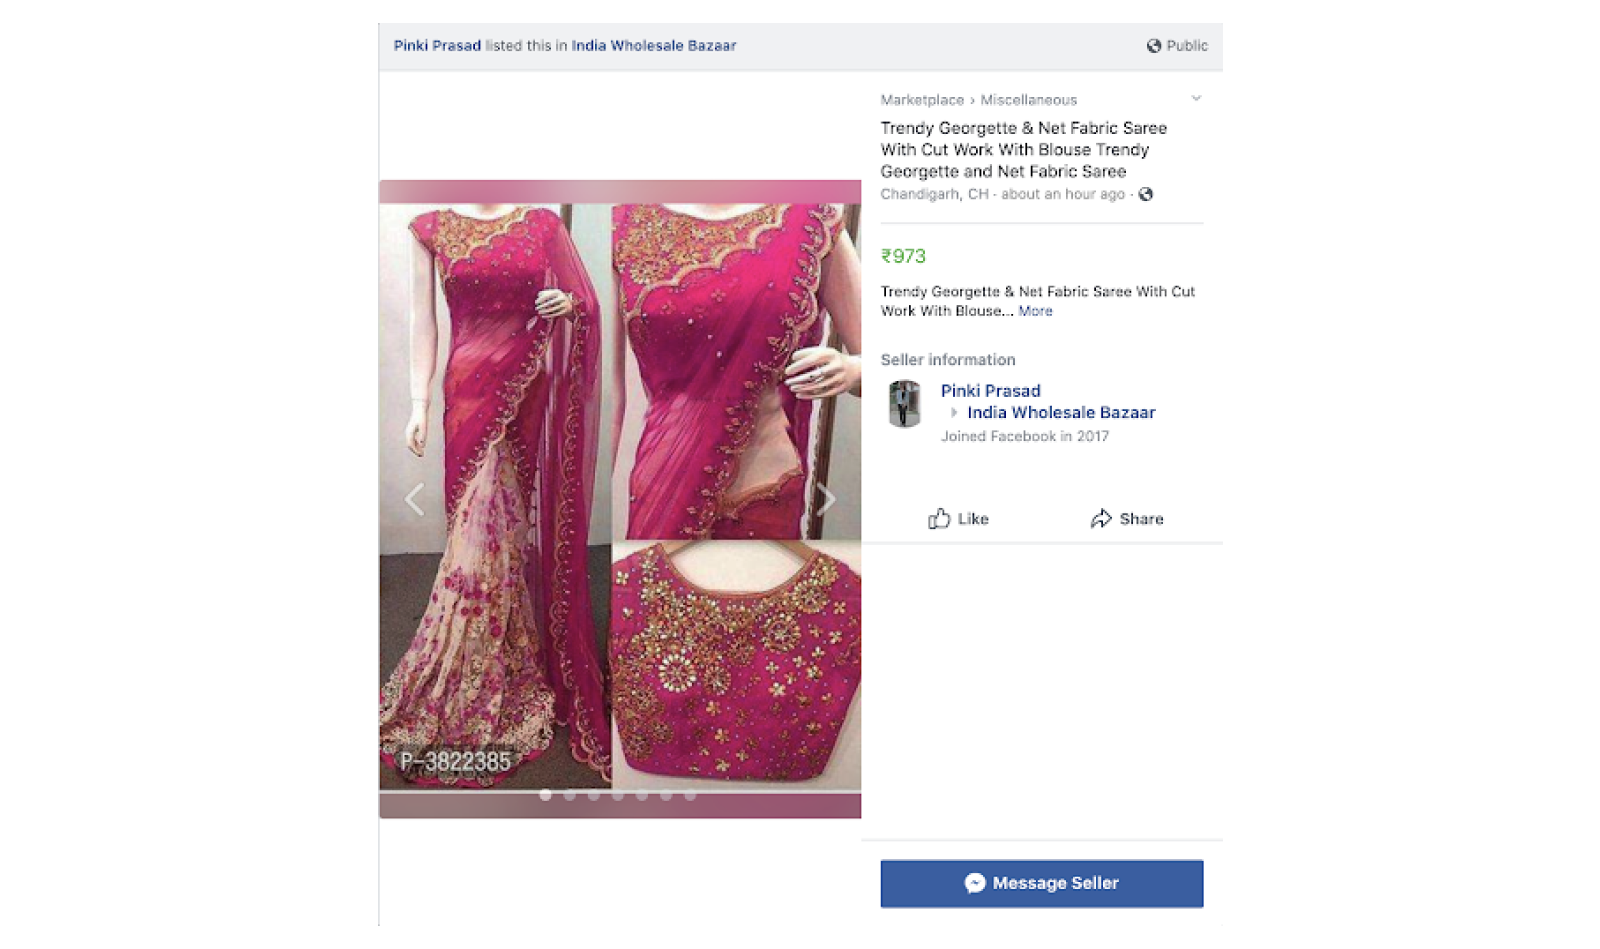 Pinki Prasad listed this in India Wholesale Bazaar
Public
Marketplace › Miscellaneous
Trendy Georgette & Net Fabric Saree
With Cut Work With Blouse Trendy
Georgette and Net Fabric Saree
Chandigarh, CH · about an hour ago ·
₹973
Trendy Georgette & Net Fabric Saree With Cut
Work With Blouse... More
Seller information
Pinki Prasad
India Wholesale Bazaar
Joined Facebook in 2017
Like
Share
P-3822385
Message Seller